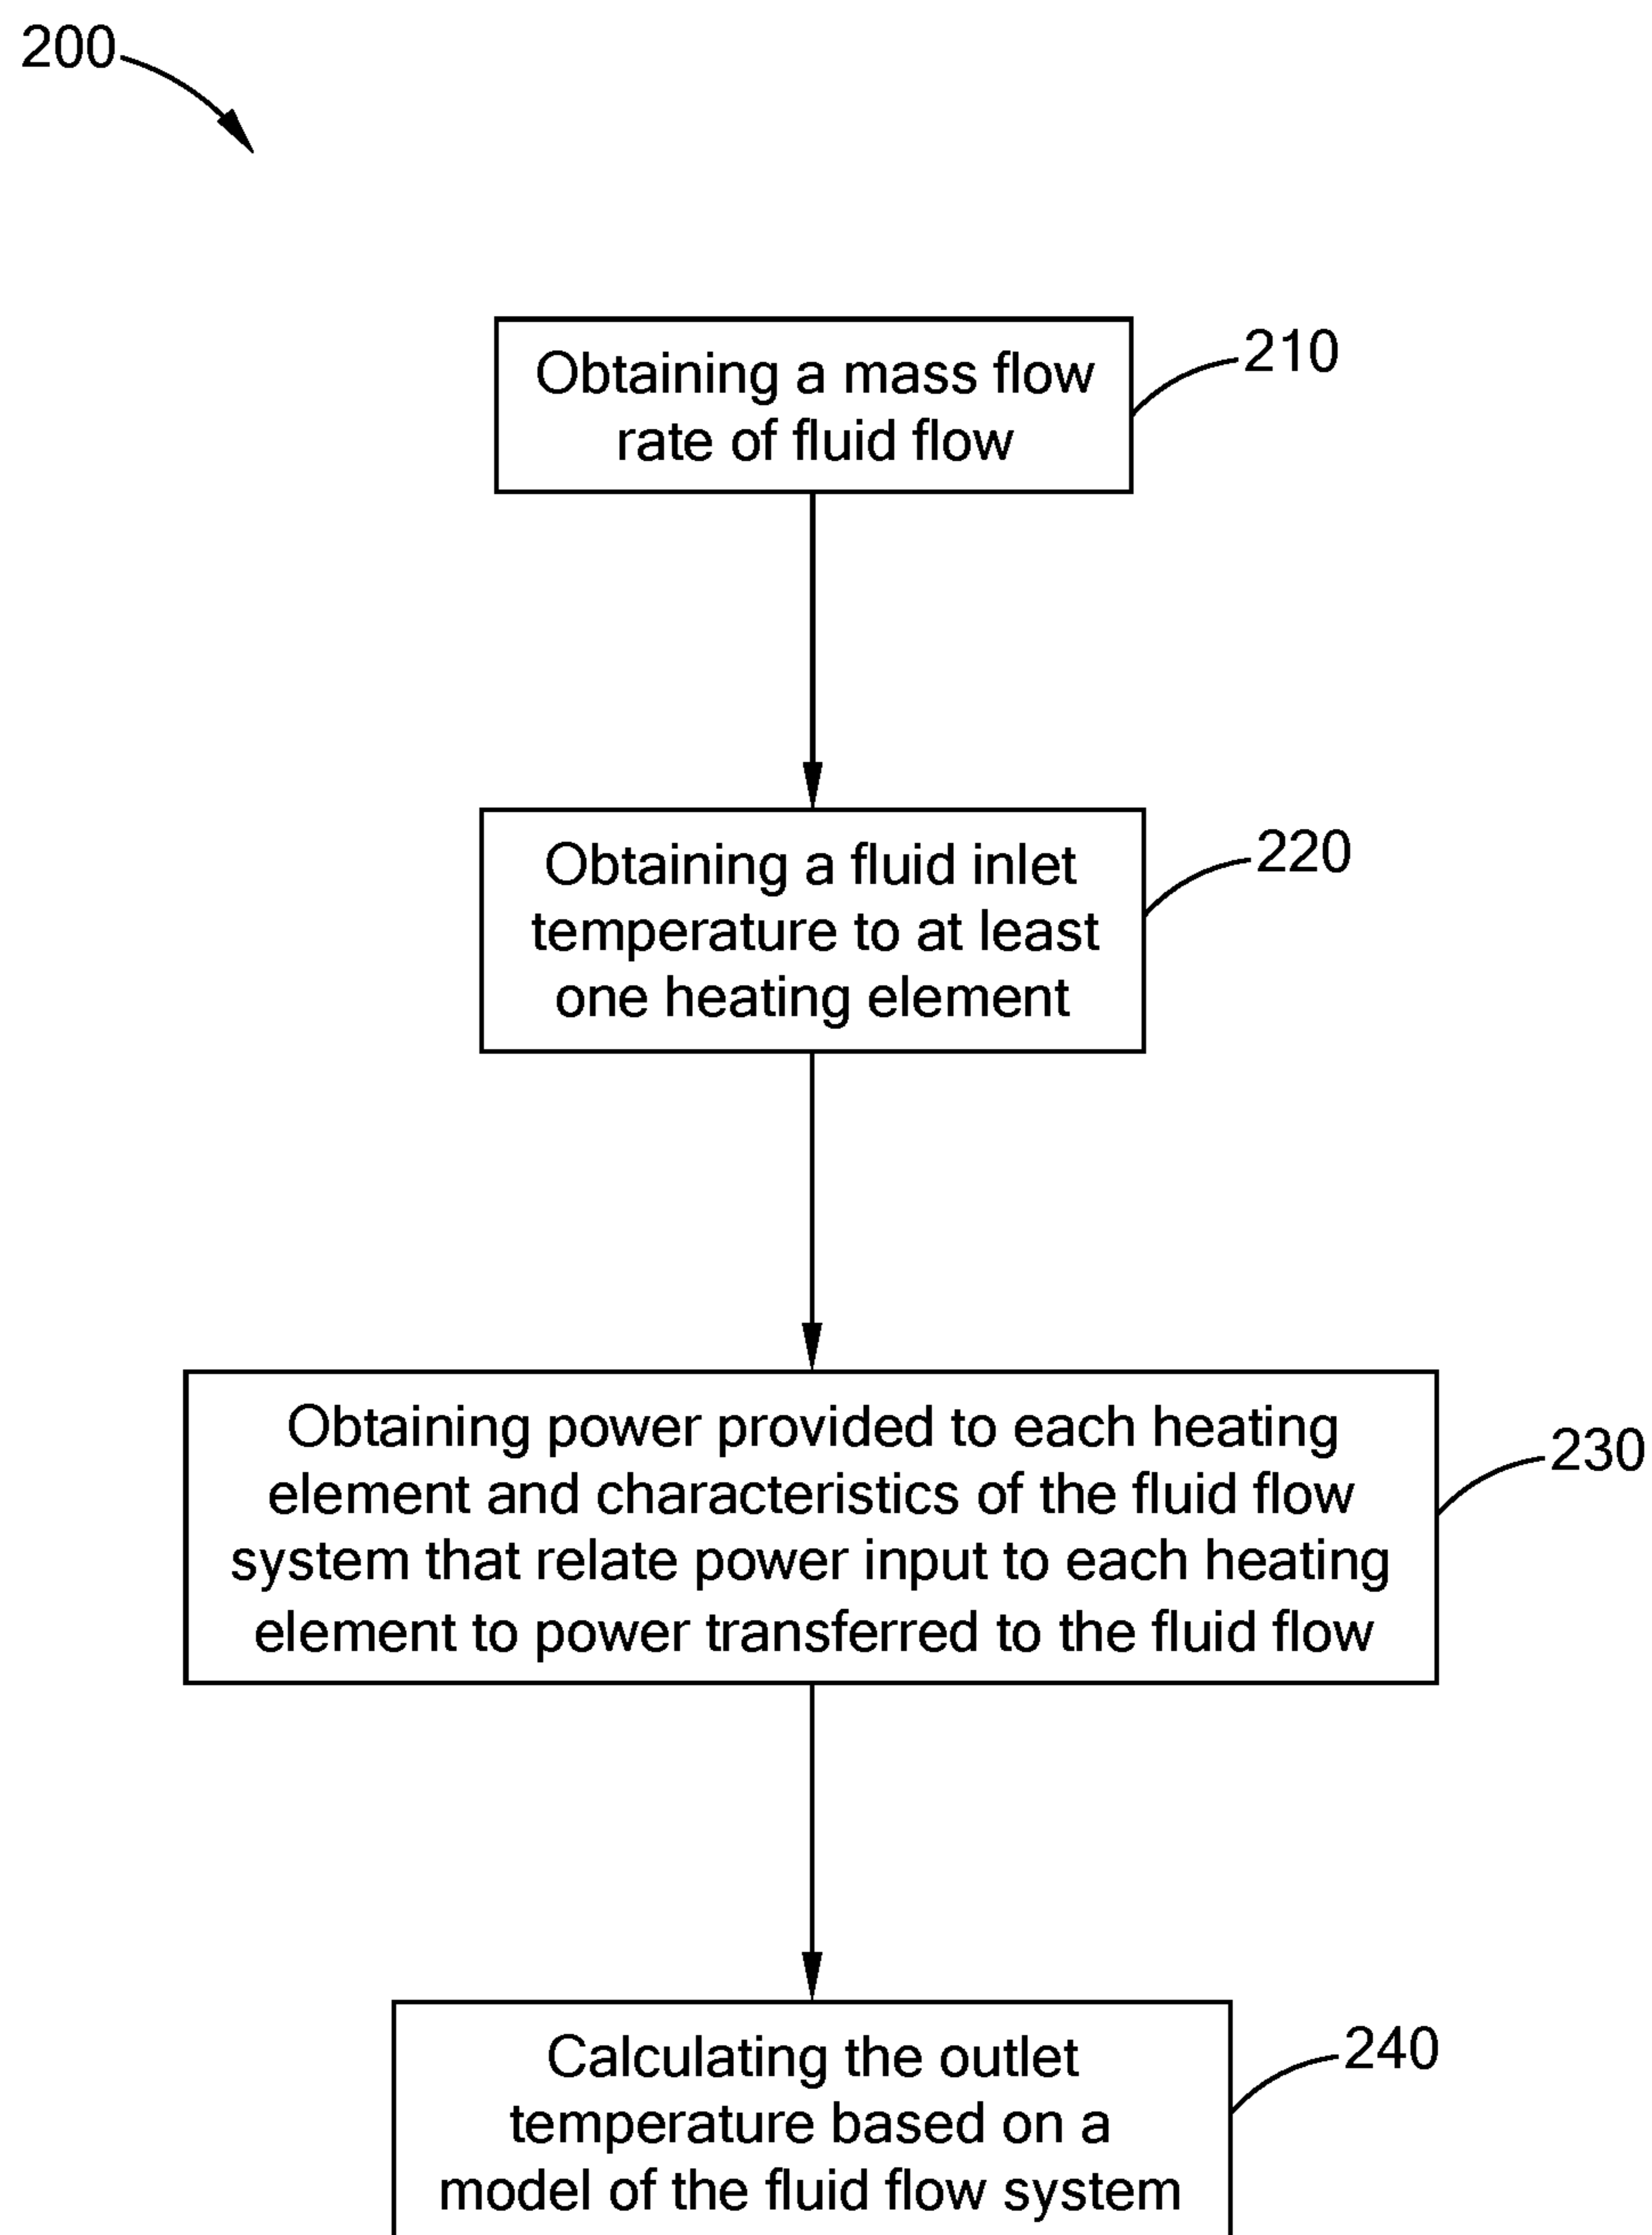 200
Obtaining a mass flow
rate of fluid flow
210
Obtaining a fluid inlet
temperature to at least
one heating element
220
Obtaining power provided to each heating
element and characteristics of the fluid flow
system that relate power input to each heating
element to power transferred to the fluid flow
230
Calculating the outlet
temperature based on a
model of the fluid flow system
240